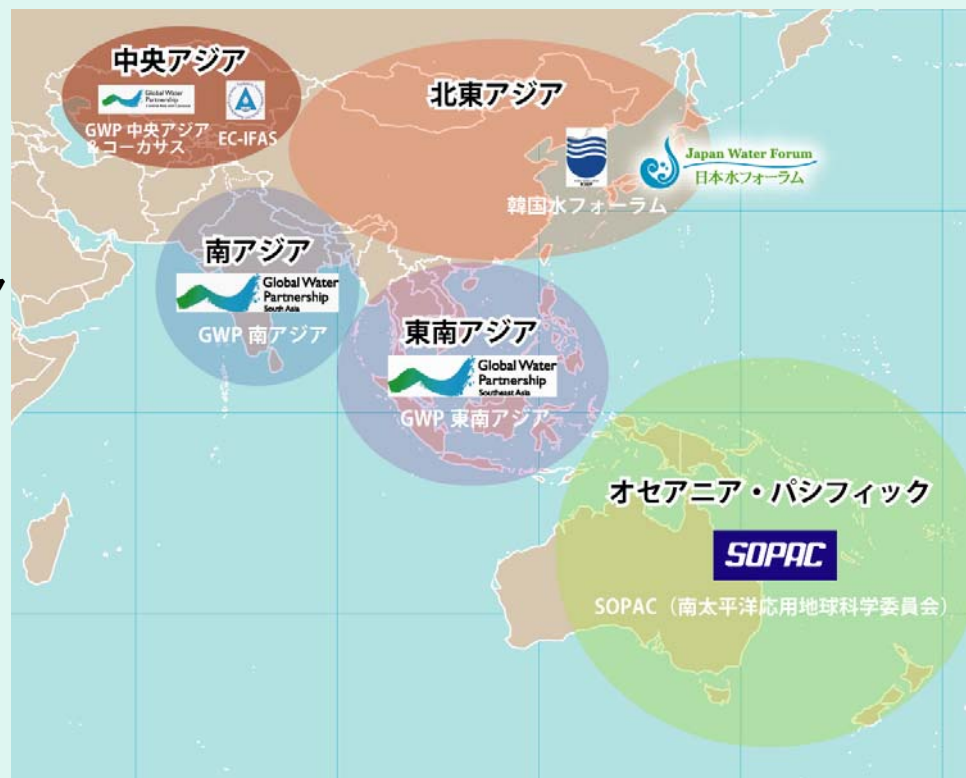 中央アジア
Global Water
Partnership
GWP 中央アジア
＆コーカサス
EC-IFAS
北東アジア
韓国水フォーラム
Japan Water Forum
日本水フォーラム
南アジア
Global Water
Partnership
South Asia
GWP 南アジア
東南アジア
Global Water
Partnership
Southeast Asia
GWP 東南アジア
オセアニア・パシフィック
SOPAC
SOPAC（南太平洋応用地球科学委員会）